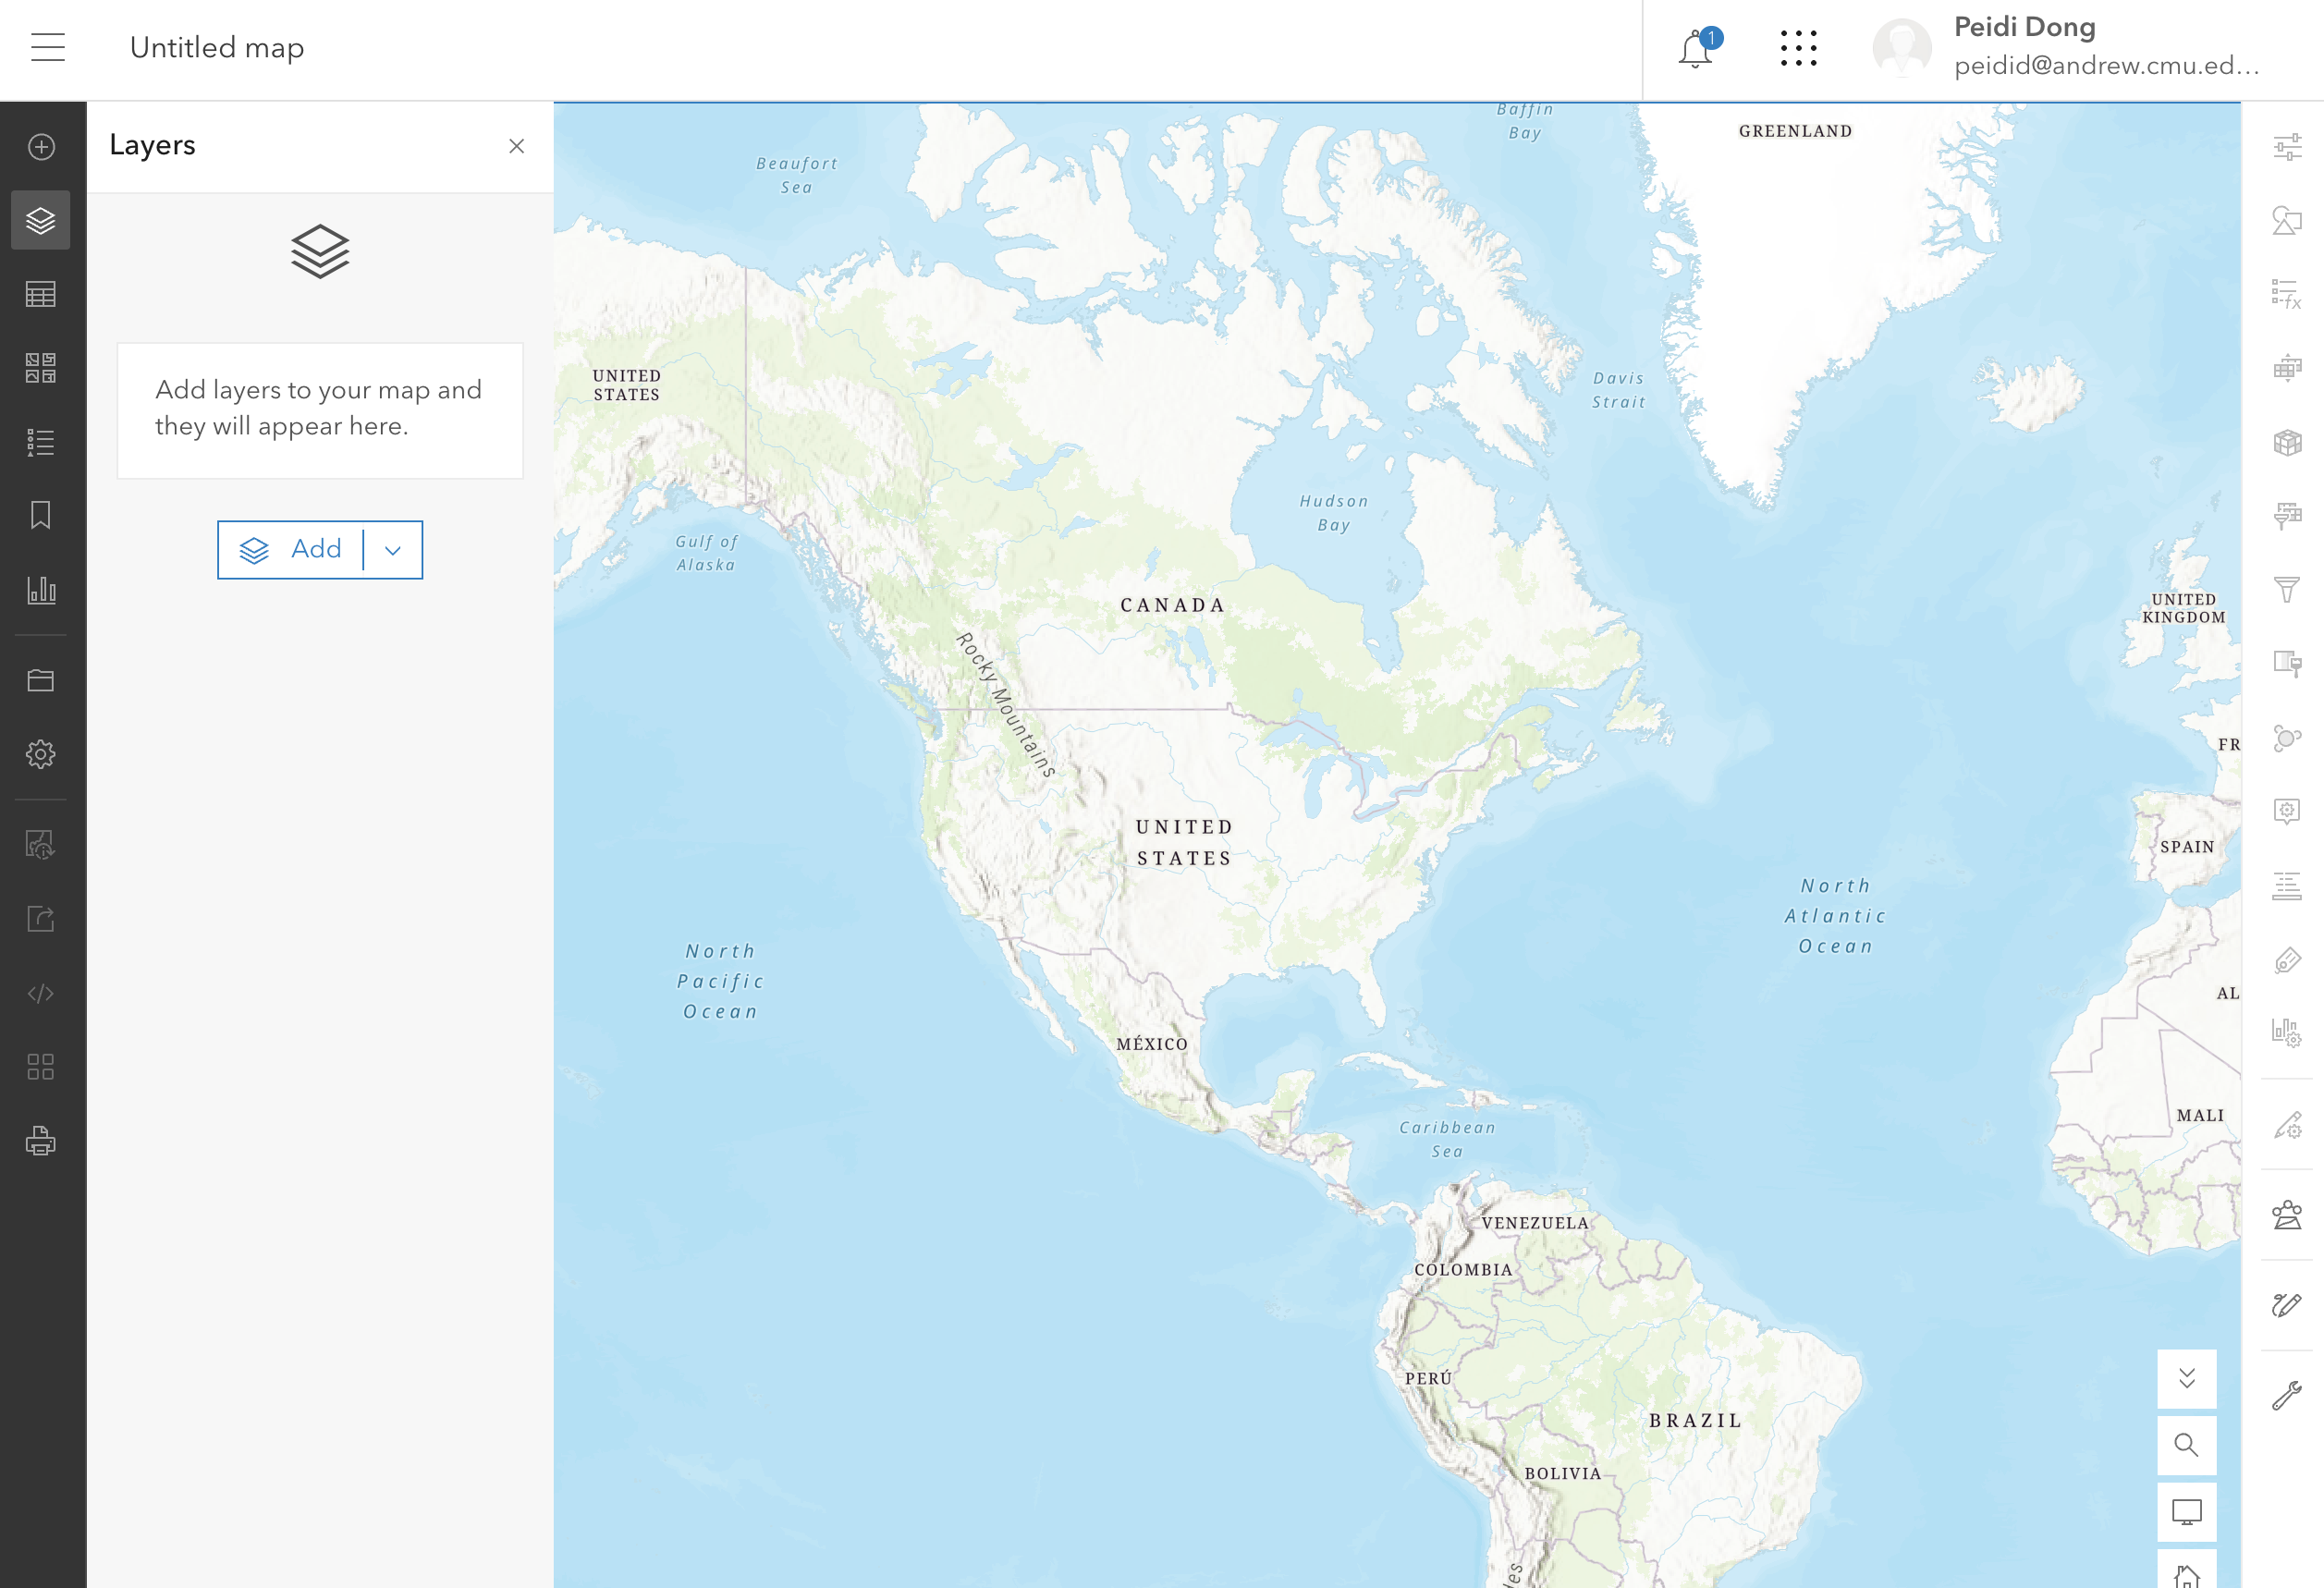 Untitled map
1
Peidi Dong
peidid@andrew.cmu.ed...
Layers
Add layers to your map and
they will appear here.
Add
Baffin
Bay
GREENLAND
Beaufort
Sea
UNITED
STATES
Davis
Strait
Hudson
Bay
Gulf of
Alaska
CANADA
UNITED
KINGDOM
Rocky Mountains
FR
UNITED
STATES
SPAIN
North
Atlantic
Ocean
North
Pacific
Ocean
AL
MÉXICO
MALI
Caribbean
Sea
VENEZUELA
COLOMBIA
PERÚ
BRAZIL
BOLIVIA
des
fx